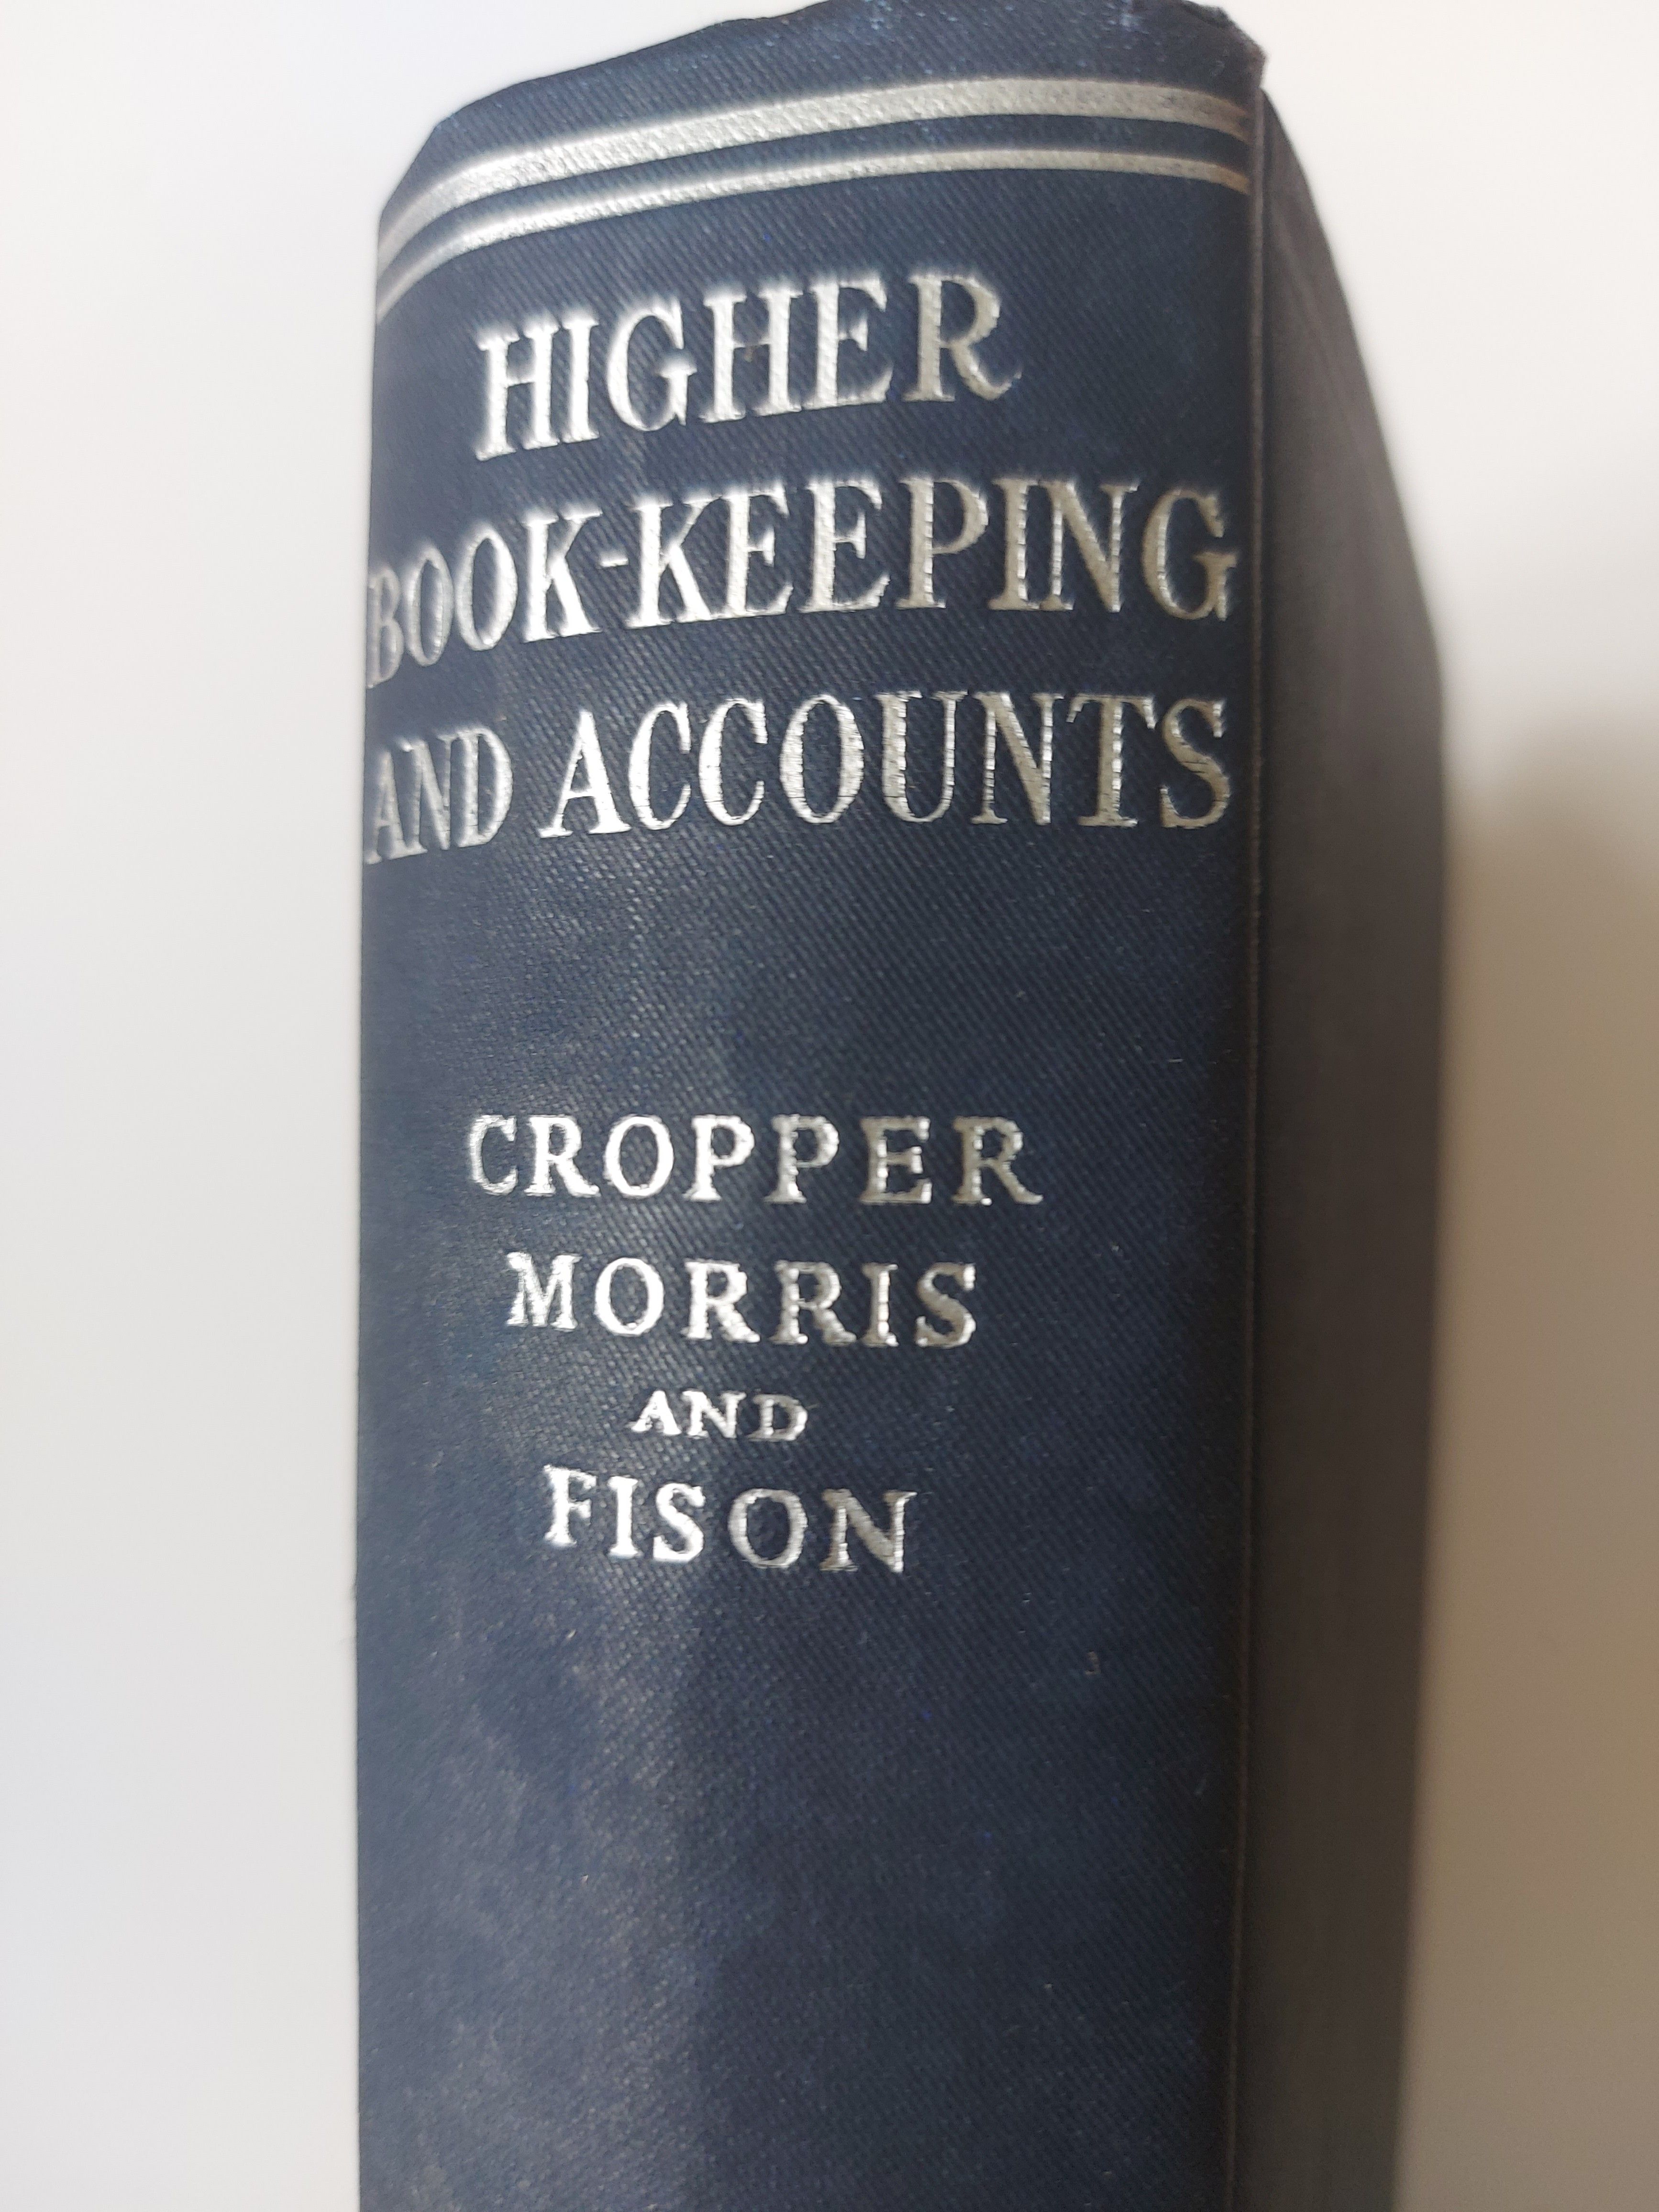 HIGHER
BOOK-KEEPING
AND ACCOUNTS
CROPPER
MORRIS
AND
FISON